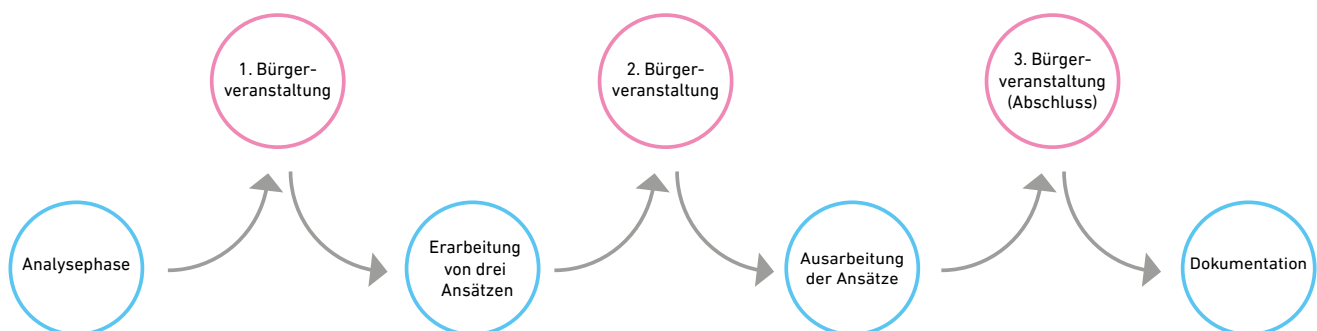 Analysephase
1. Bürger-
veranstaltung
Erarbeitung
von drei
Ansätzen
2. Bürger-
veranstaltung
Ausarbeitung
der Ansätze
3. Bürger-
veranstaltung
(Abschluss)
Dokumentation